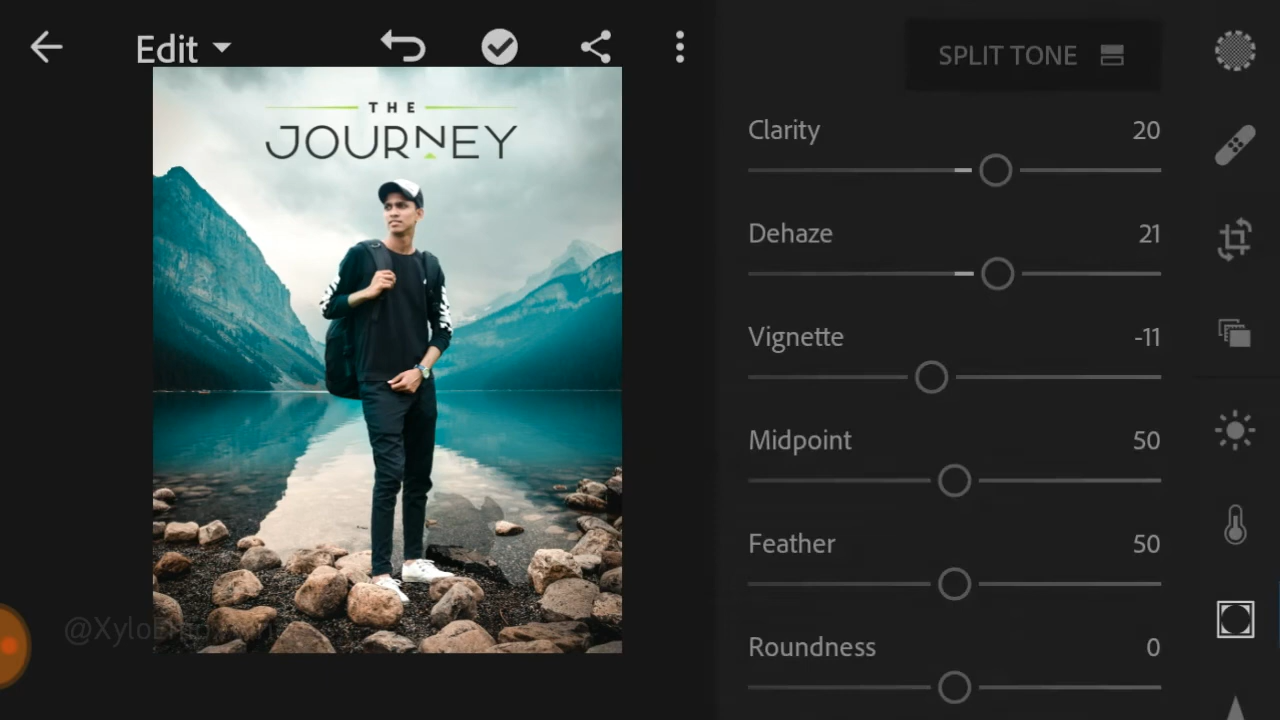 Edit
SPLIT TONE
THE
JOURNEY
Clarity 20
Dehaze 21
Vignette -11
Midpoint 50
Feather 50
Roundness 0